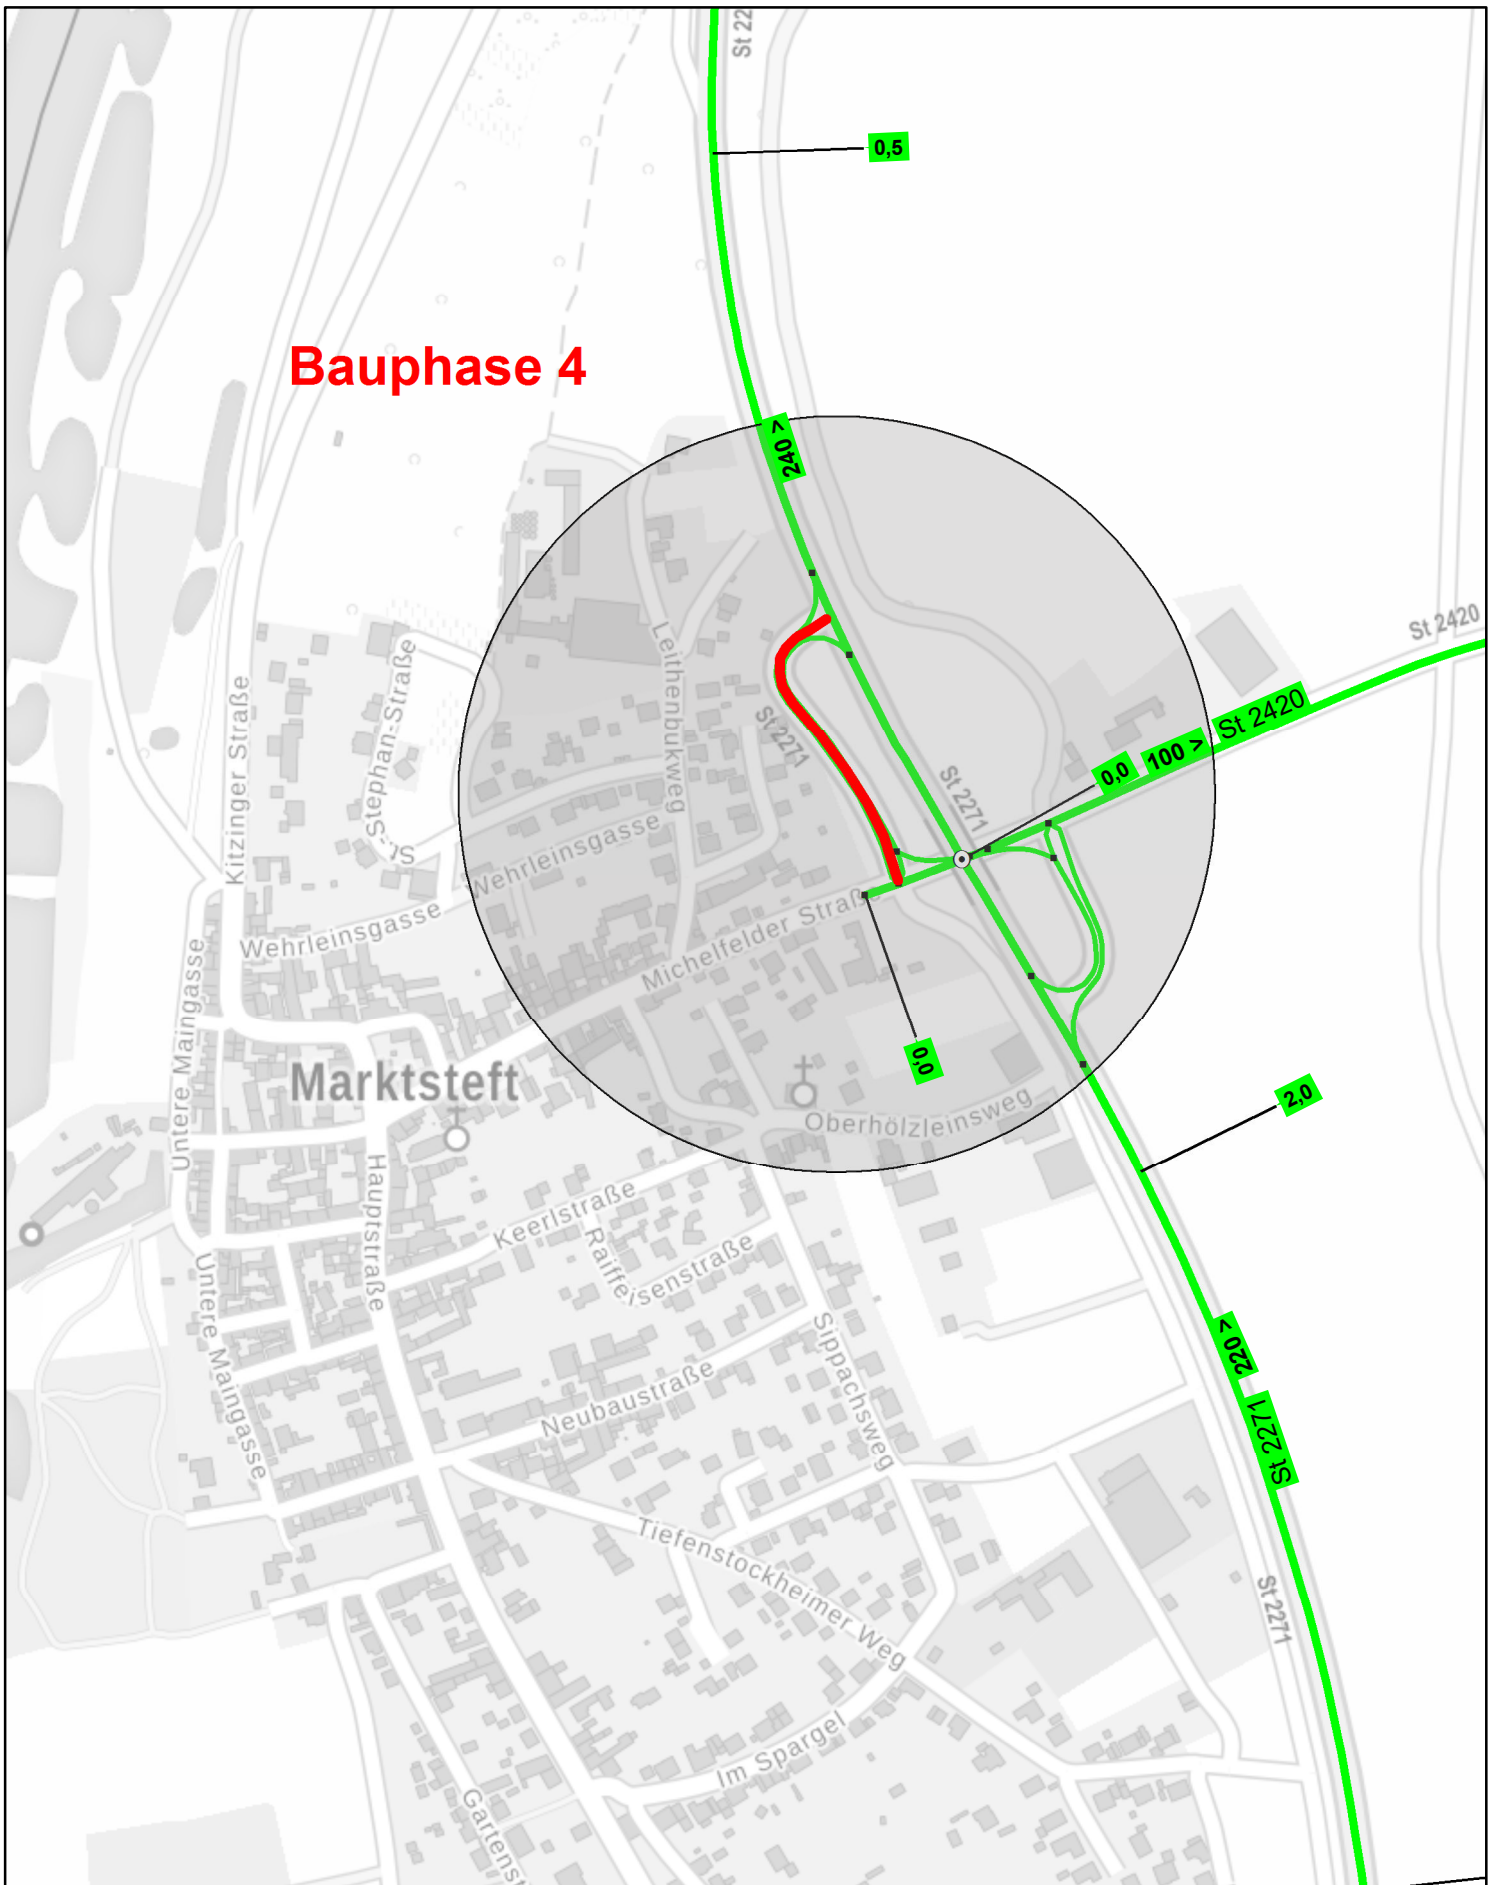 St 22
0,5
Bauphase 4
240 >
St 2420
St 2420
100 >
0,0
Leithenbukweg
St 2271
St 2271
St.-Stephan-Straße
Kitzinger Straße
Wehrleinsgasse
Wehrleinsgasse
Michelfelder Straße
0,0
Untere Maingasse
Marktsteft
Oberhölzleinsweg
2,0
Hauptstraße
Keerlstraße
Raiffeisenstraße
Untere Maingasse
Sippachsweg
220 >
St 2271
Neubaustraße
Tiefenstockheimer Weg
St 2271
Im Spargel
Gartenst